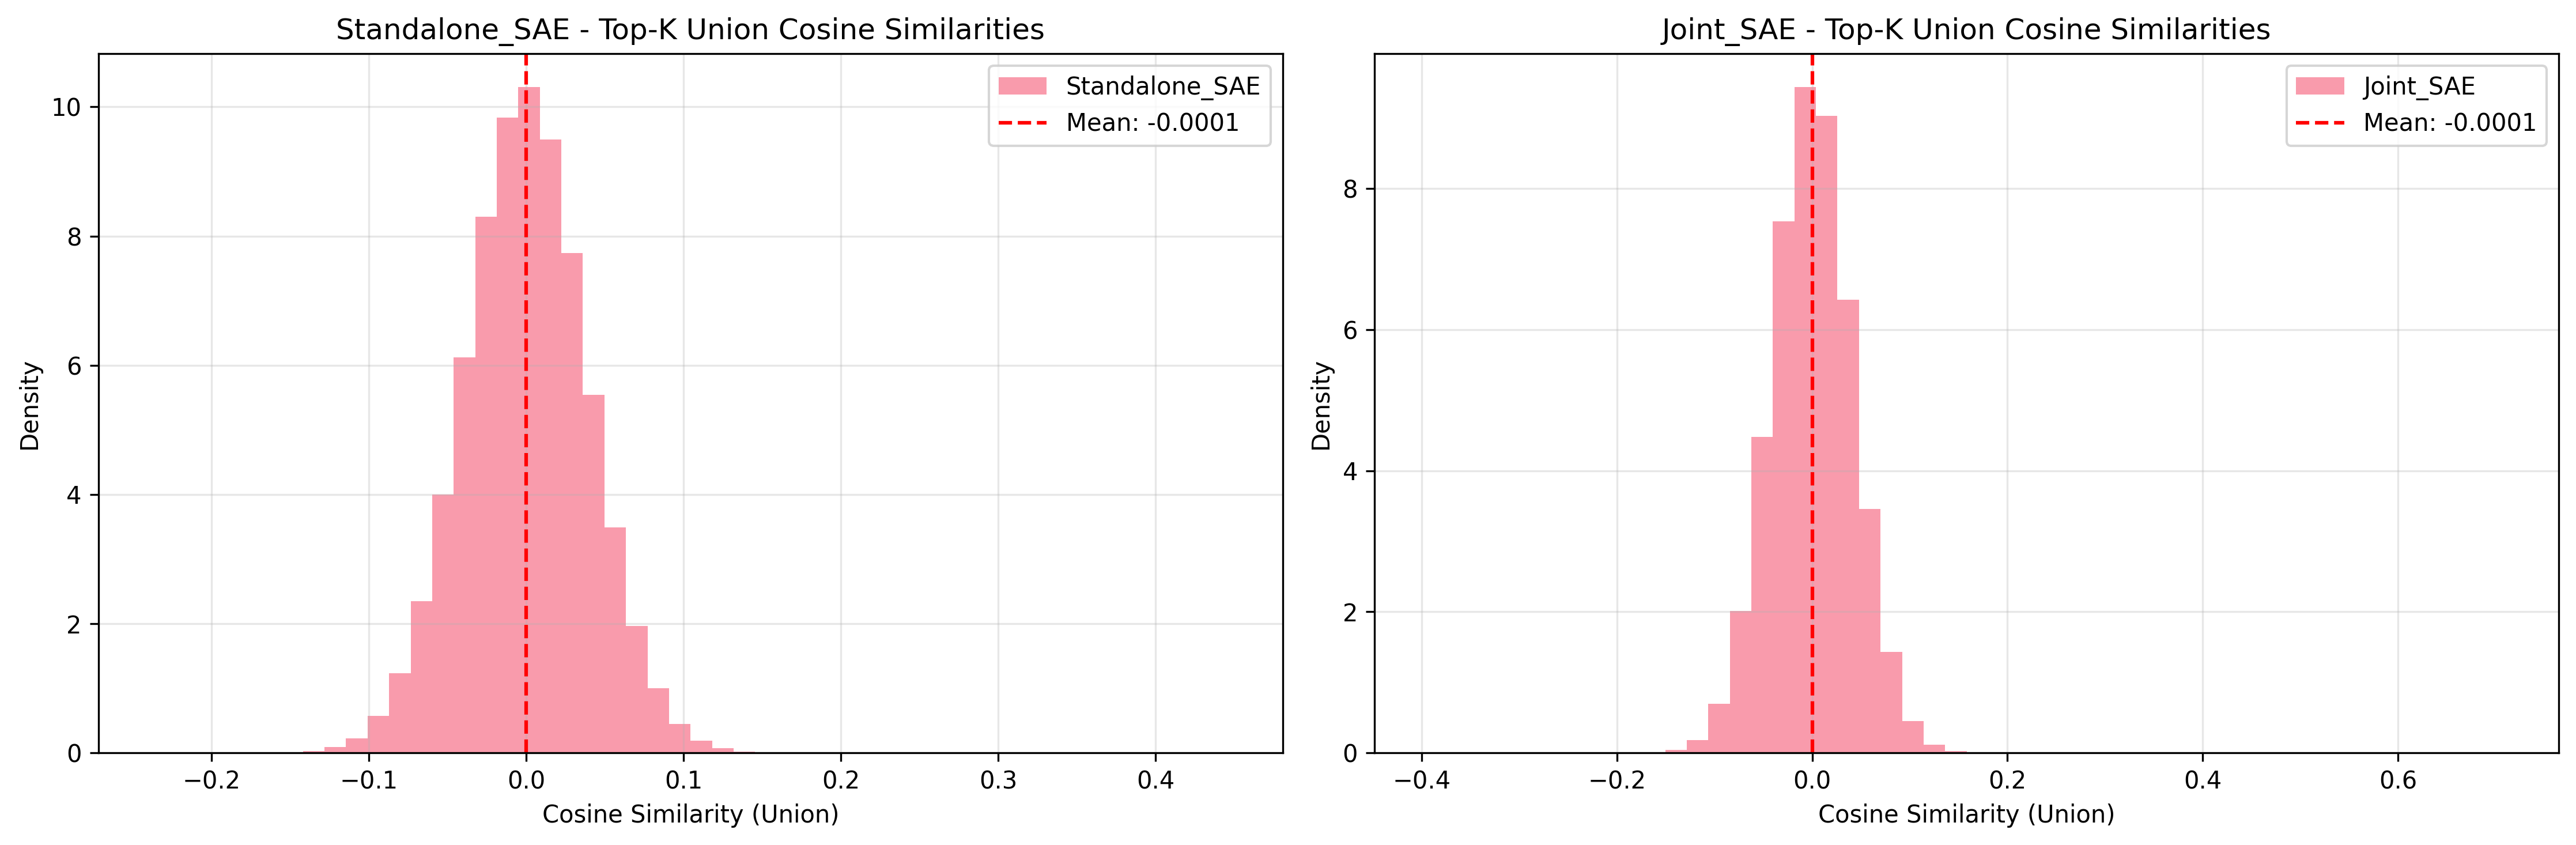 Standalone_SAE - Top-K Union Cosine Similarities
Standalone_SAE
Mean: -0.0001
Density
10
8
6
4
2
0
−0.2 −0.1 0.0 0.1 0.2 0.3 0.4
Cosine Similarity (Union)
Joint_SAE - Top-K Union Cosine Similarities
Joint_SAE
Mean: -0.0001
Density
8
6
4
2
0
−0.4 −0.2 0.0 0.2 0.4 0.6
Cosine Similarity (Union)